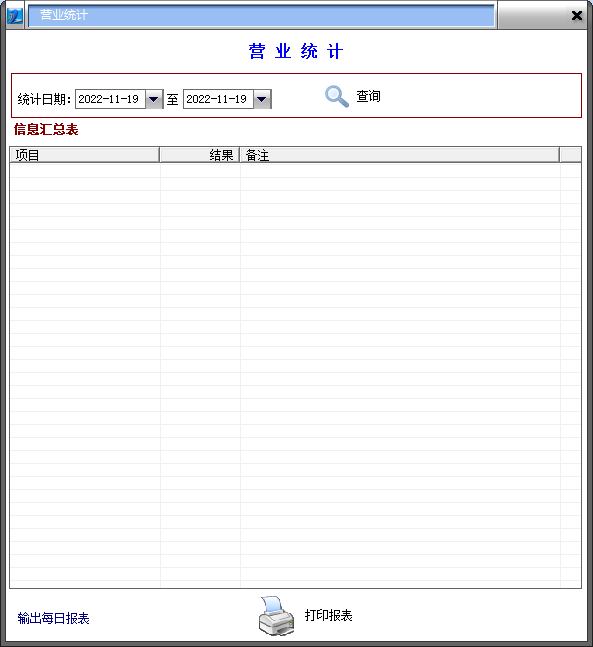 营业统计
营 业 统 计
统计日期: 2022-11-19 至 2022-11-19 查询
信息汇总表
项目 结果 备注
输出每日报表 打印报表